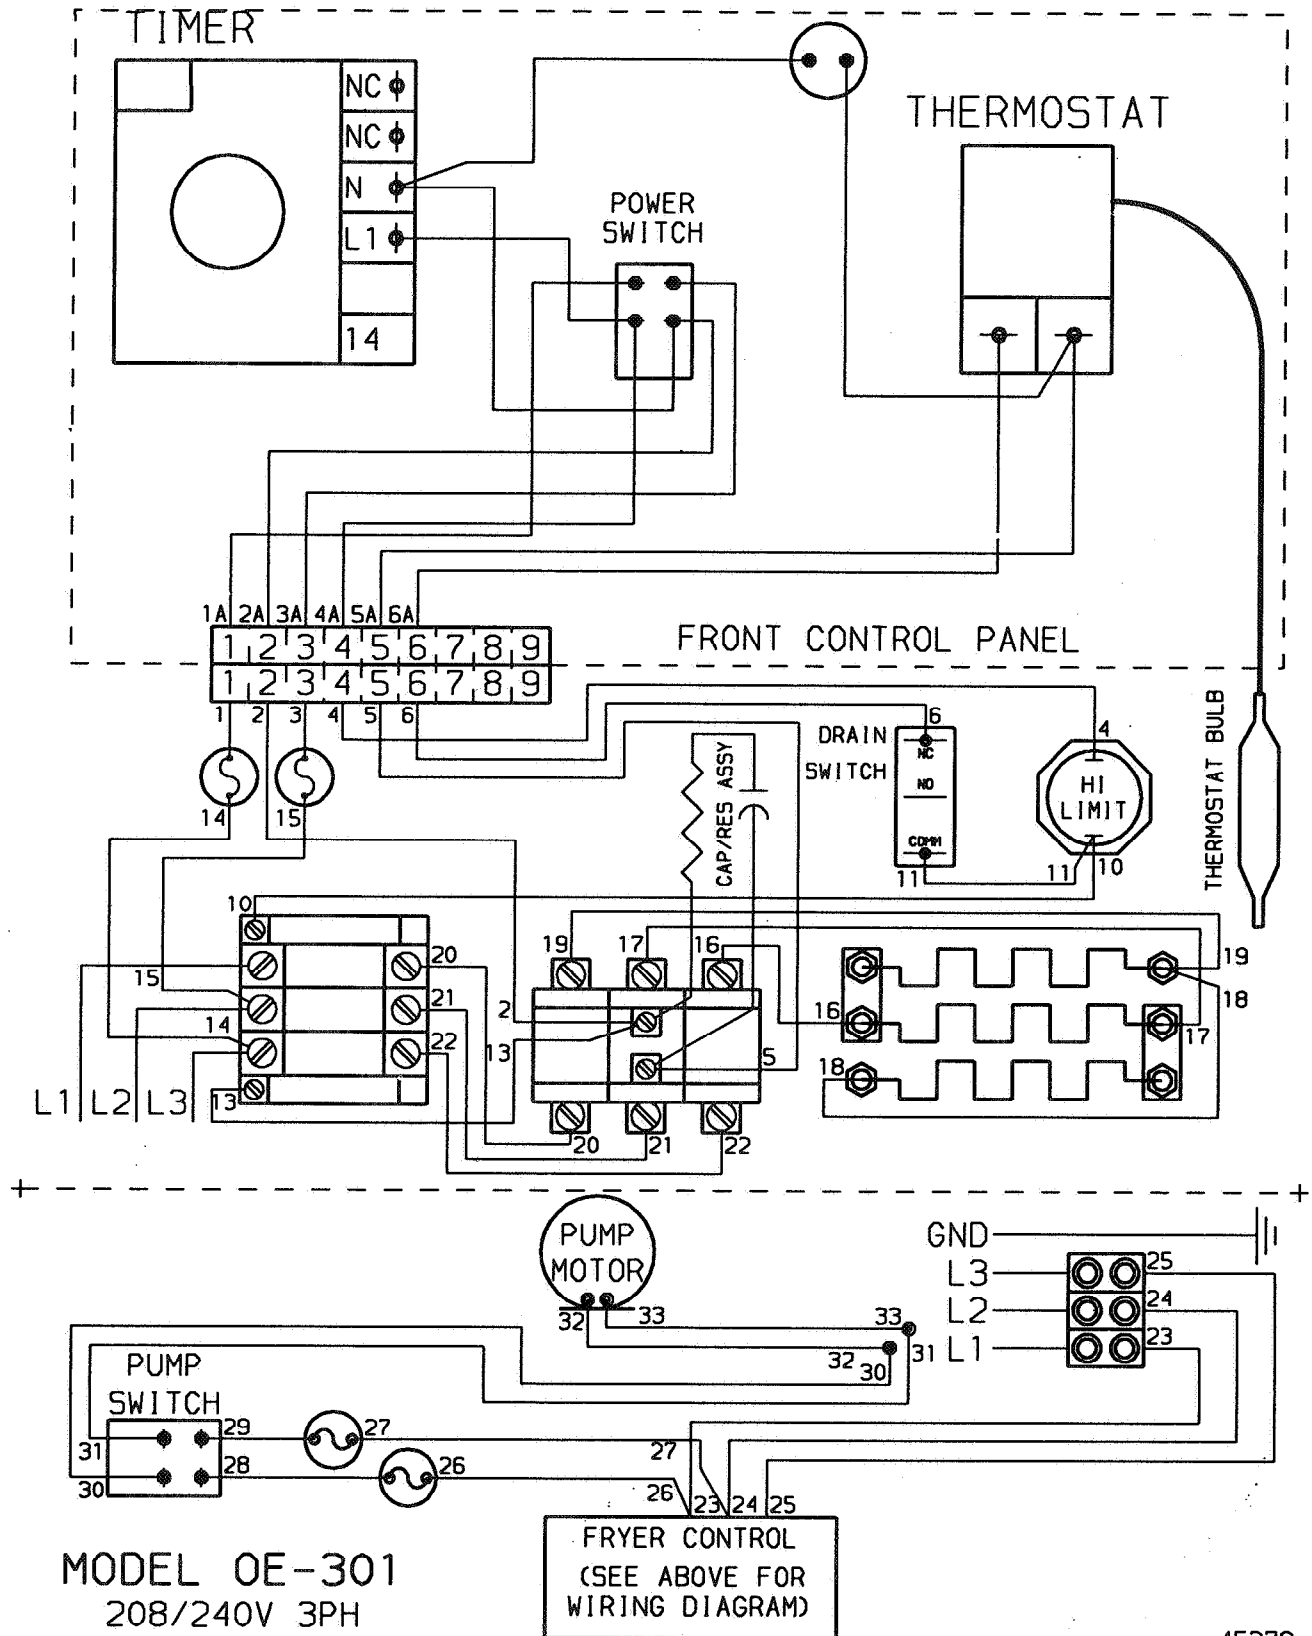 TIMER
NC
NC
N
L1
14
THERMOSTAT
POWER
SWITCH
1A 2A 3A 4A 5A 6A
1 2 3 4 5 6 7 8 9
1 2 3 4 5 6 7 8 9
FRONT CONTROL PANEL
1 2 3 4 5 6
14 15
CAP/RES ASSY
DRAIN
SWITCH
6
NC
NO
COMM
11
4
HI
LIMIT
11 10
THERMOSTAT BULB
10
15
14
13
20
21
22
L1 L2 L3
19 17 16
2
13
5
20 21 22
16
18
19
18
17
PUMP
MOTOR
32 33
33
32
30
31
GND
L3
L2
L1
25
24
23
PUMP
SWITCH
31
30
29
28
27
26
27
26
23 24 25
FRYER CONTROL
(SEE ABOVE FOR
WIRING DIAGRAM)
MODEL OE-301
208/240V 3PH